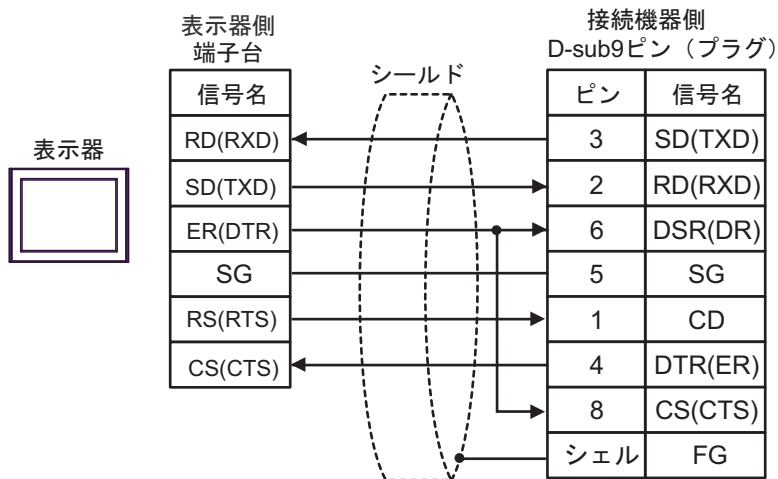 表示器側
端子台
接続機器側
D-sub9ピン（プラグ）
シールド
表示器
信号名
RD(RXD)
SD(TXD)
ER(DTR)
SG
RS(RTS)
CS(CTS)
ピン 信号名
3 SD(TXD)
2 RD(RXD)
6 DSR(DR)
5 SG
1 CD
4 DTR(ER)
8 CS(CTS)
シェル FG